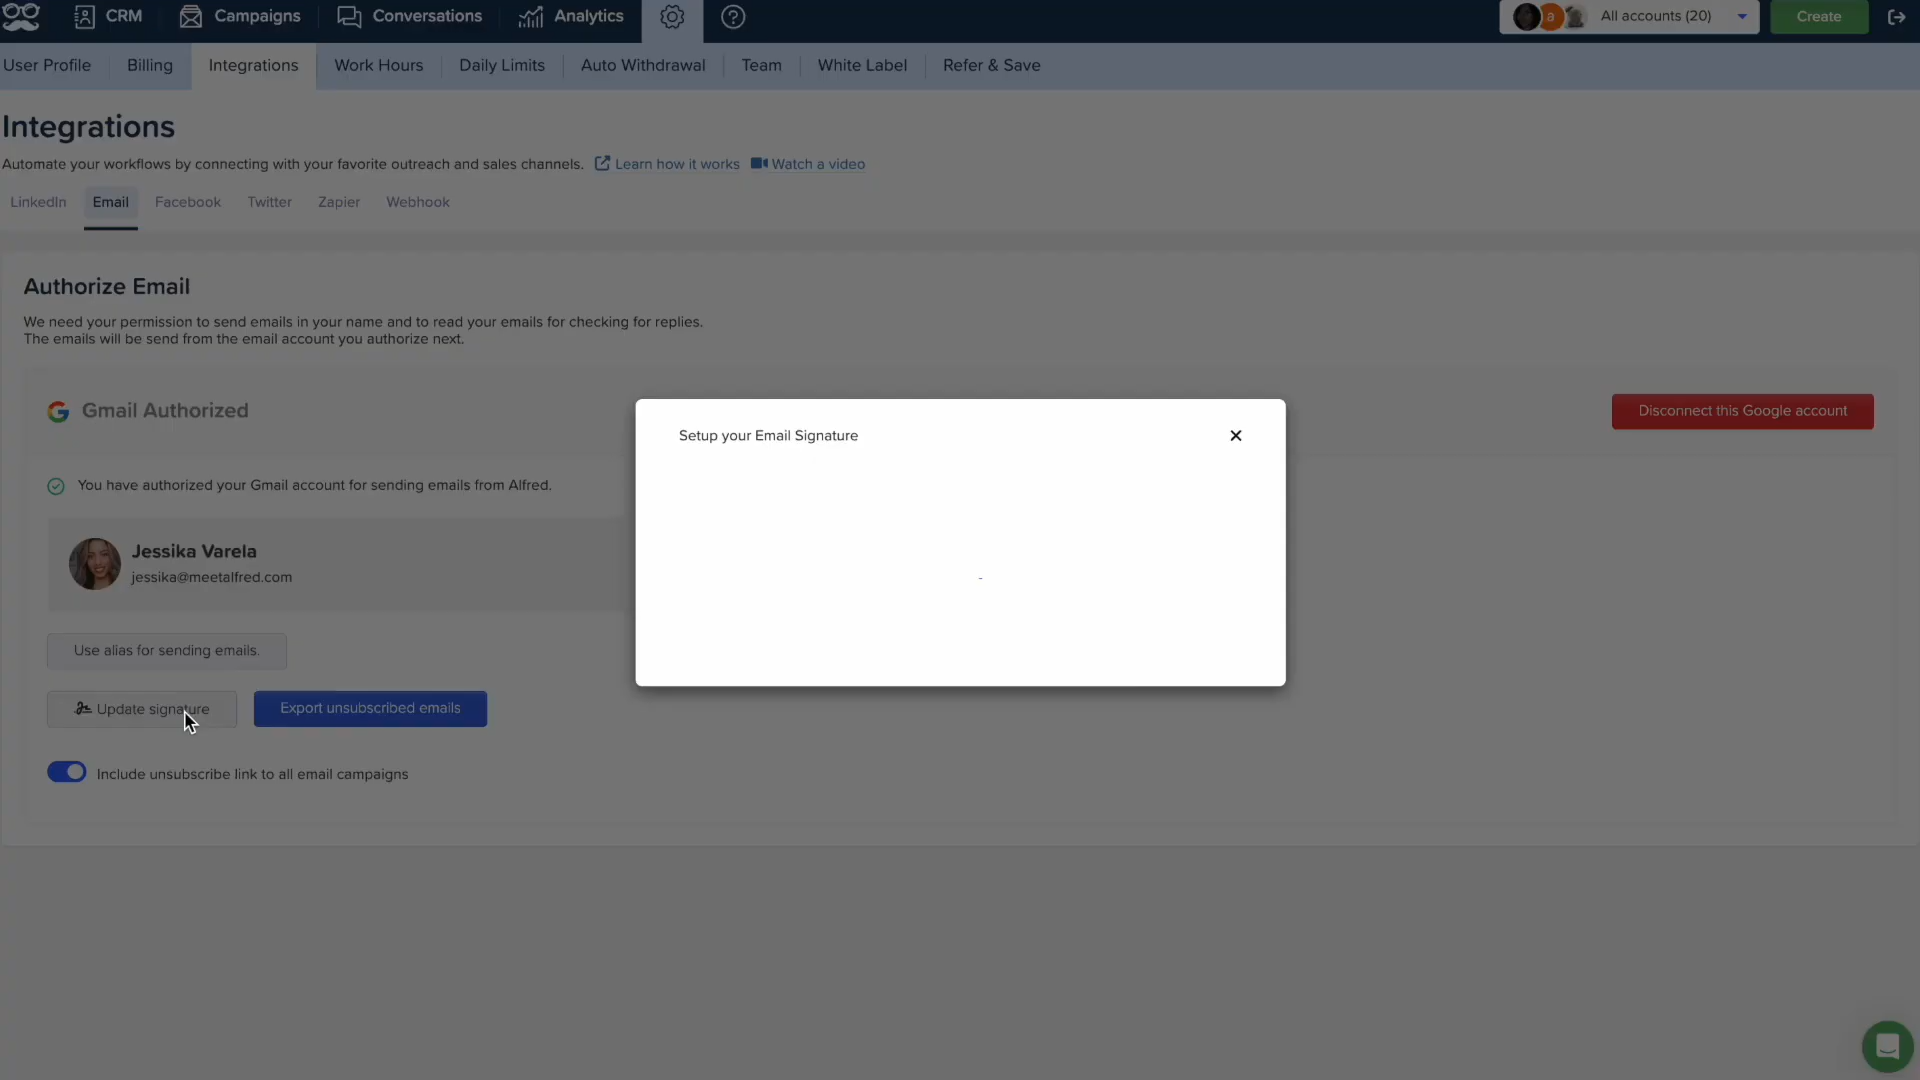 CRM
Campaigns
Conversations
Analytics
a
All accounts (20)
Create
User Profile
Billing
Integrations
Work Hours
Daily Limits
Auto Withdrawal
Team
White Label
Refer & Save
Integrations
Automate your workflows by connecting with your favorite outreach and sales channels. Learn how it works Watch a video
LinkedIn
Email
Facebook
Twitter
Zapier
Webhook
Authorize Email
We need your permission to send emails in your name and to read your emails for checking for replies.
The emails will be send from the email account you authorize next.
Gmail Authorized
Disconnect this Google account
Setup your Email Signature
You have authorized your Gmail account for sending emails from Alfred.
Jessika Varela
jessika@meetalfred.com
Use alias for sending emails.
Update signature
Export unsubscribed emails
Include unsubscribe link to all email campaigns